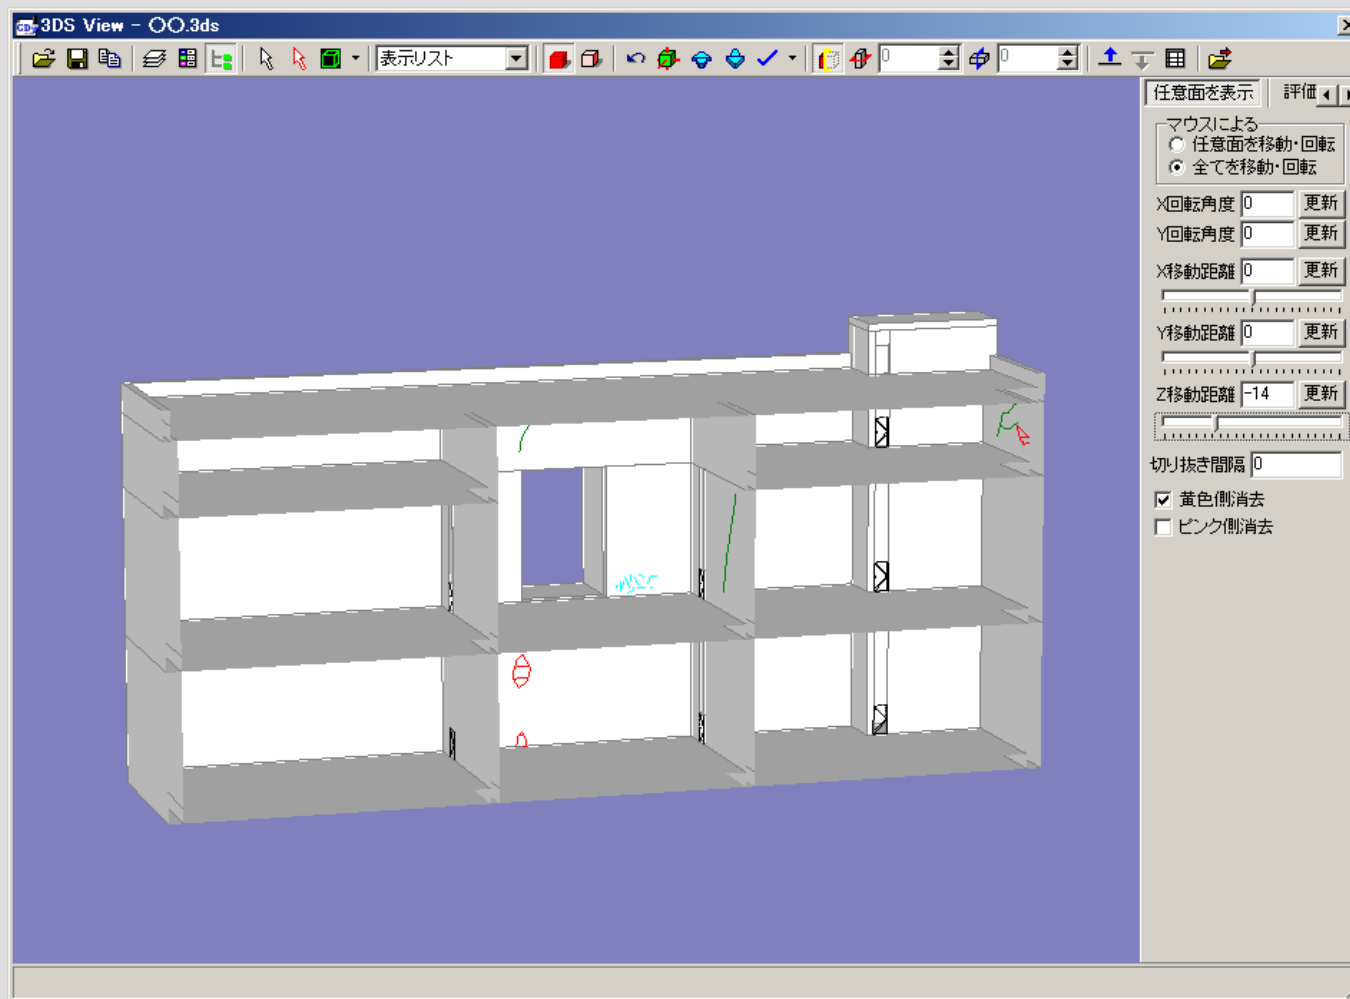 3DS View - 〇〇.3ds
表示リスト
0
0
任意面を表示
評価
マウスによる
任意面を移動・回転
全てを移動・回転
X回転角度 0 更新
Y回転角度 0 更新
X移動距離 0 更新
Y移動距離 0 更新
Z移動距離 -14 更新
切り抜き間隔 0
黄色側消去
ピンク側消去